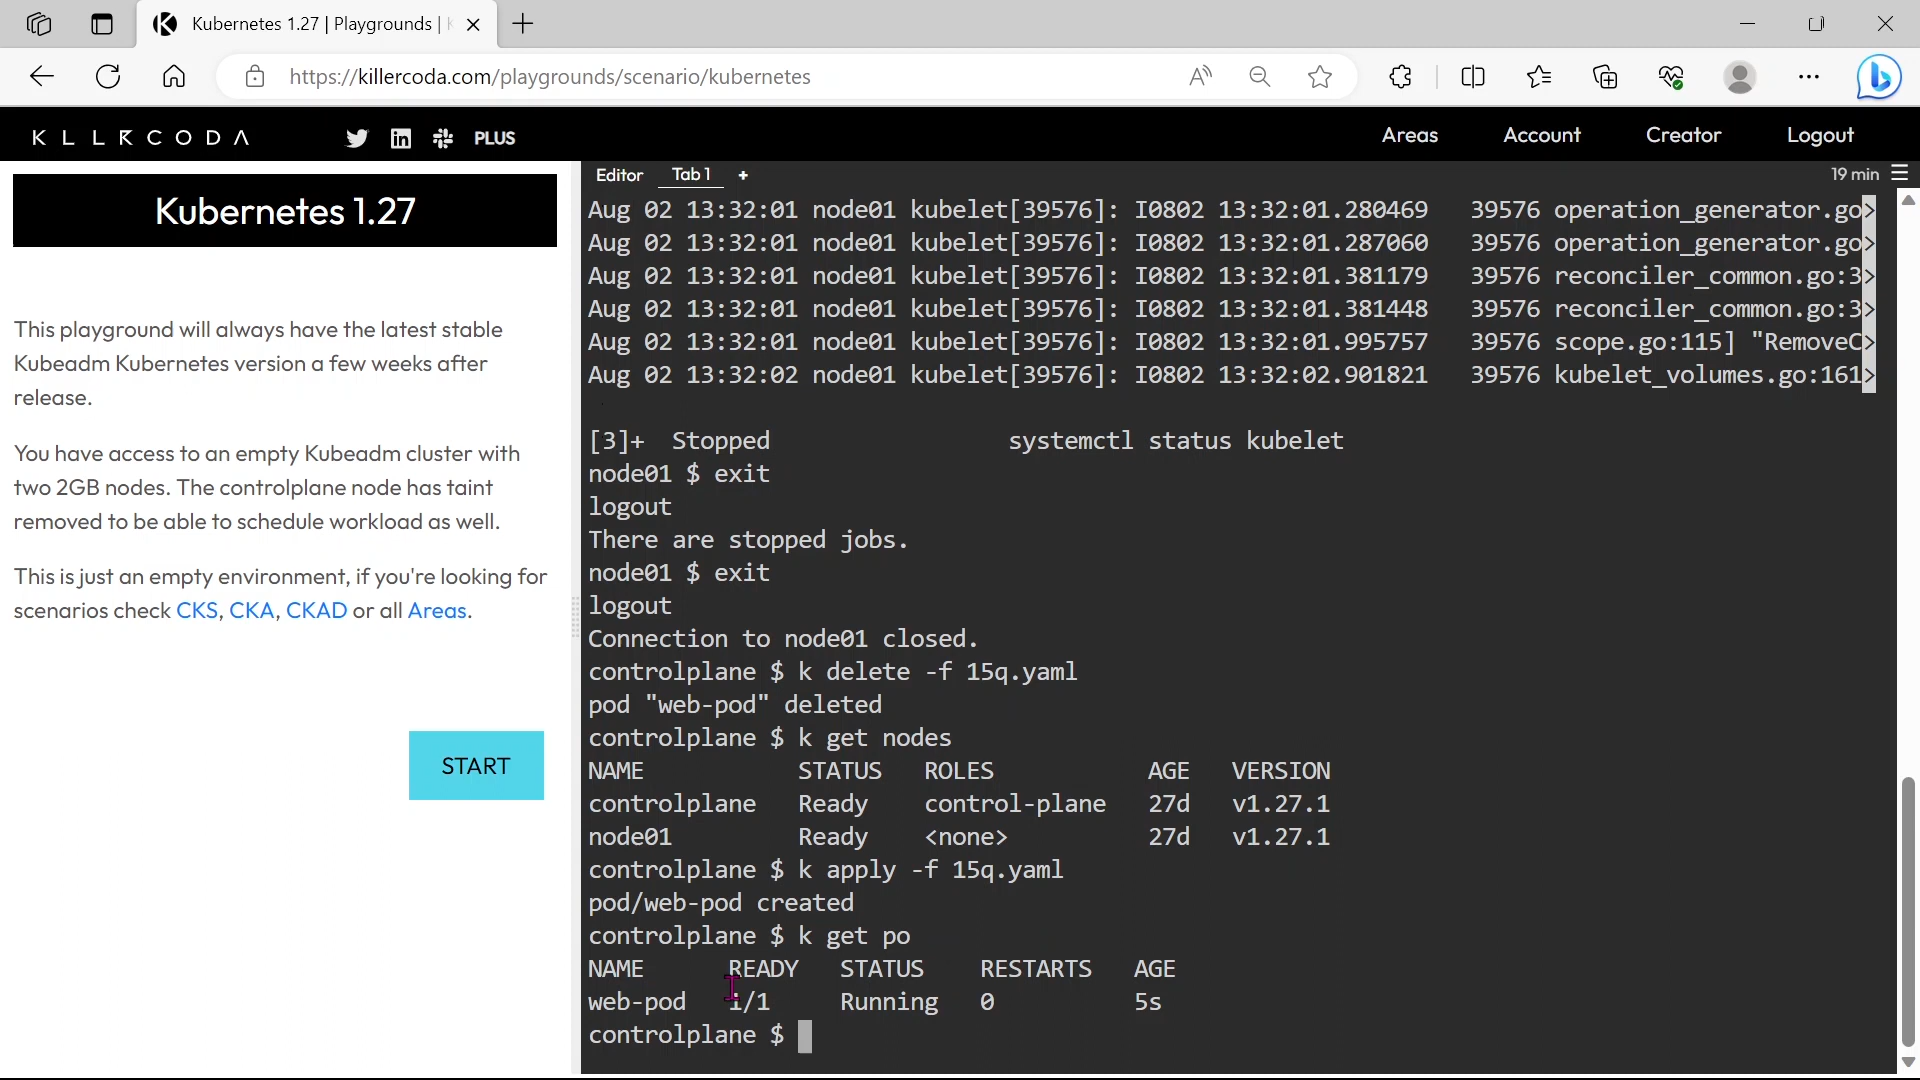 Kubernetes 1.27 | Playgrounds |
https://killercoda.com/playgrounds/scenario/kubernetes
KLLRCODA
PLUS
Areas
Account
Creator
Logout
Kubernetes 1.27
This playground will always have the latest stable
Kubeadm Kubernetes version a few weeks after
release.
You have access to an empty Kubeadm cluster with
two 2GB nodes. The controlplane node has taint
removed to be able to schedule workload as well.
This is just an empty environment, if you're looking for
scenarios check CKS, CKA, CKAD or all Areas.
START
Editor Tab 1 +
19 min
Aug 02 13:32:01 node01 kubelet[39576]: I0802 13:32:01.280469 39576 operation_generator.go>
Aug 02 13:32:01 node01 kubelet[39576]: I0802 13:32:01.287060 39576 operation_generator.go>
Aug 02 13:32:01 node01 kubelet[39576]: I0802 13:32:01.381179 39576 reconciler_common.go:3>
Aug 02 13:32:01 node01 kubelet[39576]: I0802 13:32:01.381448 39576 reconciler_common.go:3>
Aug 02 13:32:01 node01 kubelet[39576]: I0802 13:32:01.995757 39576 scope.go:115] "RemoveC>
Aug 02 13:32:02 node01 kubelet[39576]: I0802 13:32:02.901821 39576 kubelet_volumes.go:161>
[3]+ Stopped systemctl status kubelet
node01 $ exit
logout
There are stopped jobs.
node01 $ exit
logout
Connection to node01 closed.
controlplane $ k delete -f 15q.yaml
pod "web-pod" deleted
controlplane $ k get nodes
NAME STATUS ROLES AGE VERSION
controlplane Ready control-plane 27d v1.27.1
node01 Ready <none> 27d v1.27.1
controlplane $ k apply -f 15q.yaml
pod/web-pod created
controlplane $ k get po
NAME READY STATUS RESTARTS AGE
web-pod 1/1 Running 0 5s
controlplane $